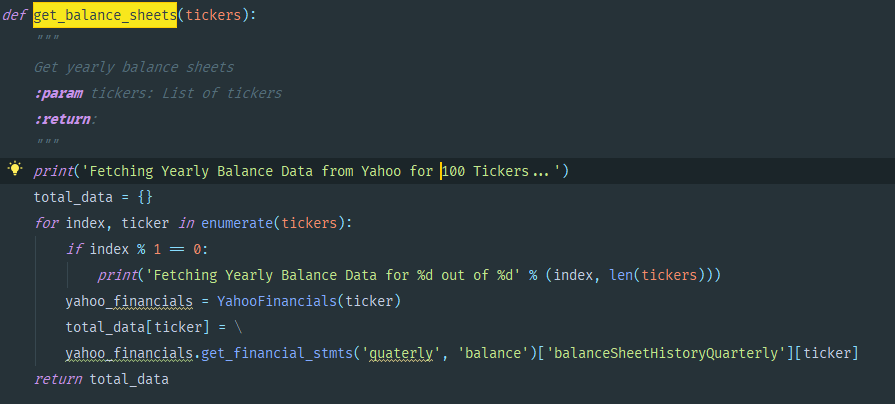 def get_balance_sheets(tickers):
"""
Get yearly balance sheets
:param tickers: List of tickers
:return:
"""
print('Fetching Yearly Balance Data from Yahoo for 100 Tickers...')
total_data = {}
for index, ticker in enumerate(tickers):
if index % 1 == 0:
print('Fetching Yearly Balance Data for %d out of %d' % (index, len(tickers)))
yahoo_financials = YahooFinancials(ticker)
total_data[ticker] = \
yahoo_financials.get_financial_stmts('quaterly', 'balance')['balanceSheetHistoryQuarterly'][ticker]
return total_data